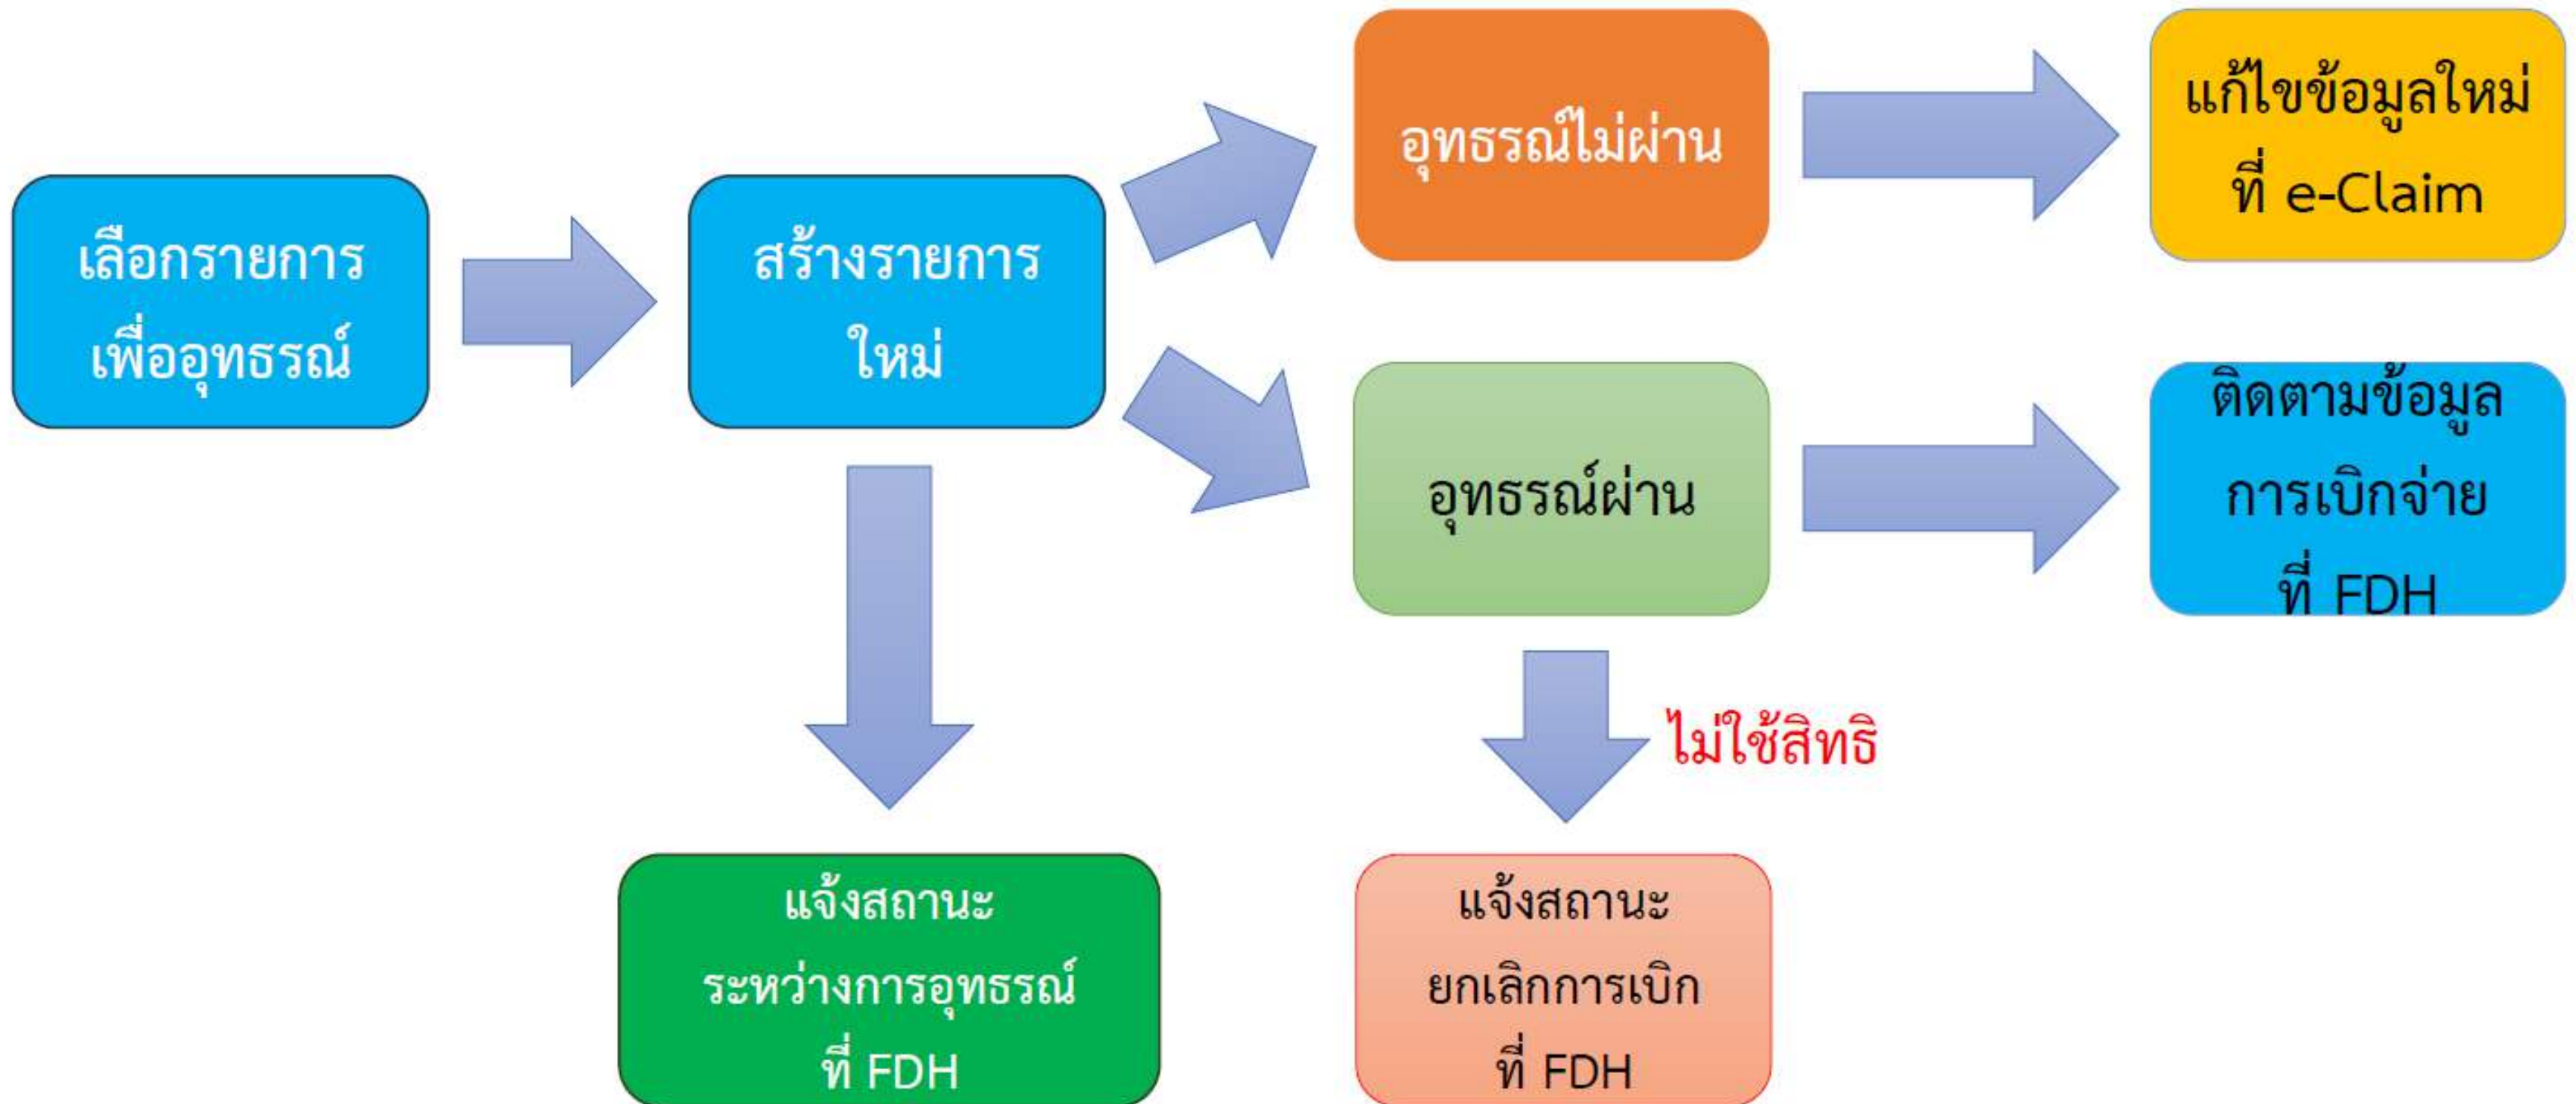 เลือกรายการ
เพื่ออุทธรณ์
สร้างรายการ
ใหม่
อุทธรณ์ไม่ผ่าน
แก้ไขข้อมูลใหม่
ที่ e-Claim
อุทธรณ์ผ่าน
ติดตามข้อมูล
การเบิกจ่าย
ที่ FDH
ไม่ใช้สิทธิ
แจ้งสถานะ
ระหว่างการอุทธรณ์
ที่ FDH
แจ้งสถานะ
ยกเลิกการเบิก
ที่ FDH